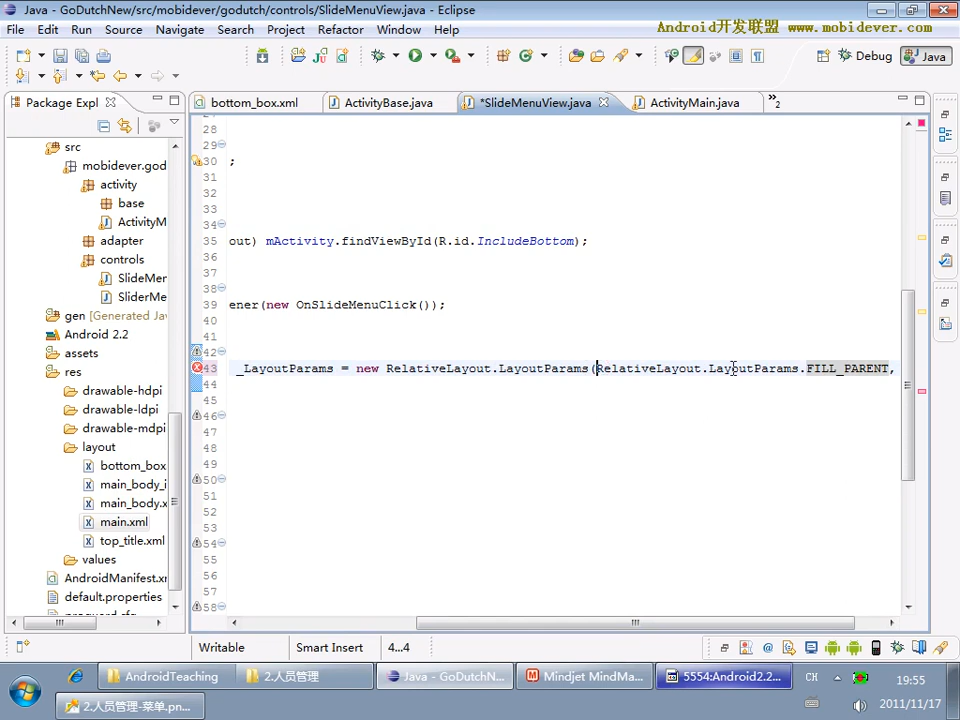 Java - GoDutchNew/src/mobidever/godutch/controls/SlideMenuView.java - Eclipse
File Edit Run Source Navigate Search Project Refactor Window Help
Android开发联盟 www.mobidever.com
Debug Java
Package Expl
bottom_box.xml ActivityBase.java *SlideMenuView.java ActivityMain.java »2
src
mobidever.god
activity
base
ActivityM
adapter
controls
SlideMer
SliderMe
gen [Generated Jav
Android 2.2
assets
res
drawable-hdpi
drawable-ldpi
drawable-mdpi
layout
bottom_box
main_body_i
main_body.x
main.xml
top_title.xml
values
AndroidManifest.xm
default.properties
28
29
30 ;
31
32
33
34
35 out) mActivity.findViewById(R.id.IncludeBottom);
36
37
38
39 ener(new OnSlideMenuClick());
40
41
42
43 _LayoutParams = new RelativeLayout.LayoutParams(RelativeLayout.LayoutParams.FILL_PARENT,
44
45
46
47
48
49
50
51
52
53
54
55
56
57
58
Writable Smart Insert 4...4
AndroidTeaching 2.人员管理 Java - GoDutchN... Mindjet MindMa... 5554:Android2.2... CH 19:55
2.人员管理-菜单.pn... 2011/11/17